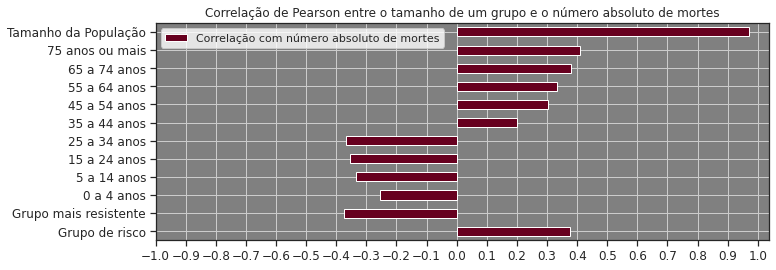 Correlação de Pearson entre o tamanho de um grupo e o número absoluto de mortes
Correlação com número absoluto de mortes
Tamanho da População
75 anos ou mais
65 a 74 anos
55 a 64 anos
45 a 54 anos
35 a 44 anos
25 a 34 anos
15 a 24 anos
5 a 14 anos
0 a 4 anos
Grupo mais resistente
Grupo de risco
−1.0 −0.9 −0.8 −0.7 −0.6 −0.5 −0.4 −0.3 −0.2 −0.1 0.0 0.1 0.2 0.3 0.4 0.5 0.6 0.7 0.8 0.9 1.0